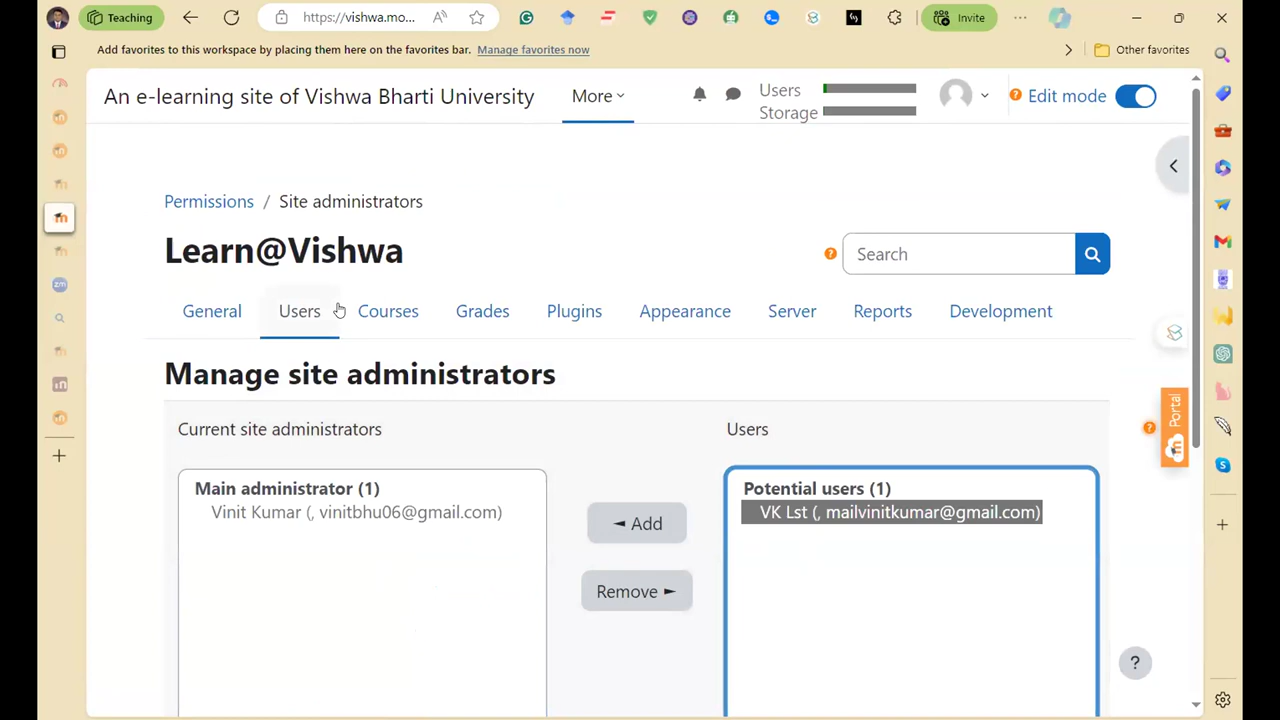 Teaching
https://vishwa.mo...
Invite
Add favorites to this workspace by placing them here on the favorites bar. Manage favorites now
Other favorites
An e-learning site of Vishwa Bharti University
More
Users
Storage
Edit mode
Permissions / Site administrators
Learn@Vishwa
Search
General Users Courses Grades Plugins Appearance Server Reports Development
Manage site administrators
Current site administrators
Users
Main administrator (1)
Vinit Kumar (, vinitbhu06@gmail.com)
◄ Add
Remove ►
Potential users (1)
VK Lst (, mailvinitkumar@gmail.com)
Portal
?